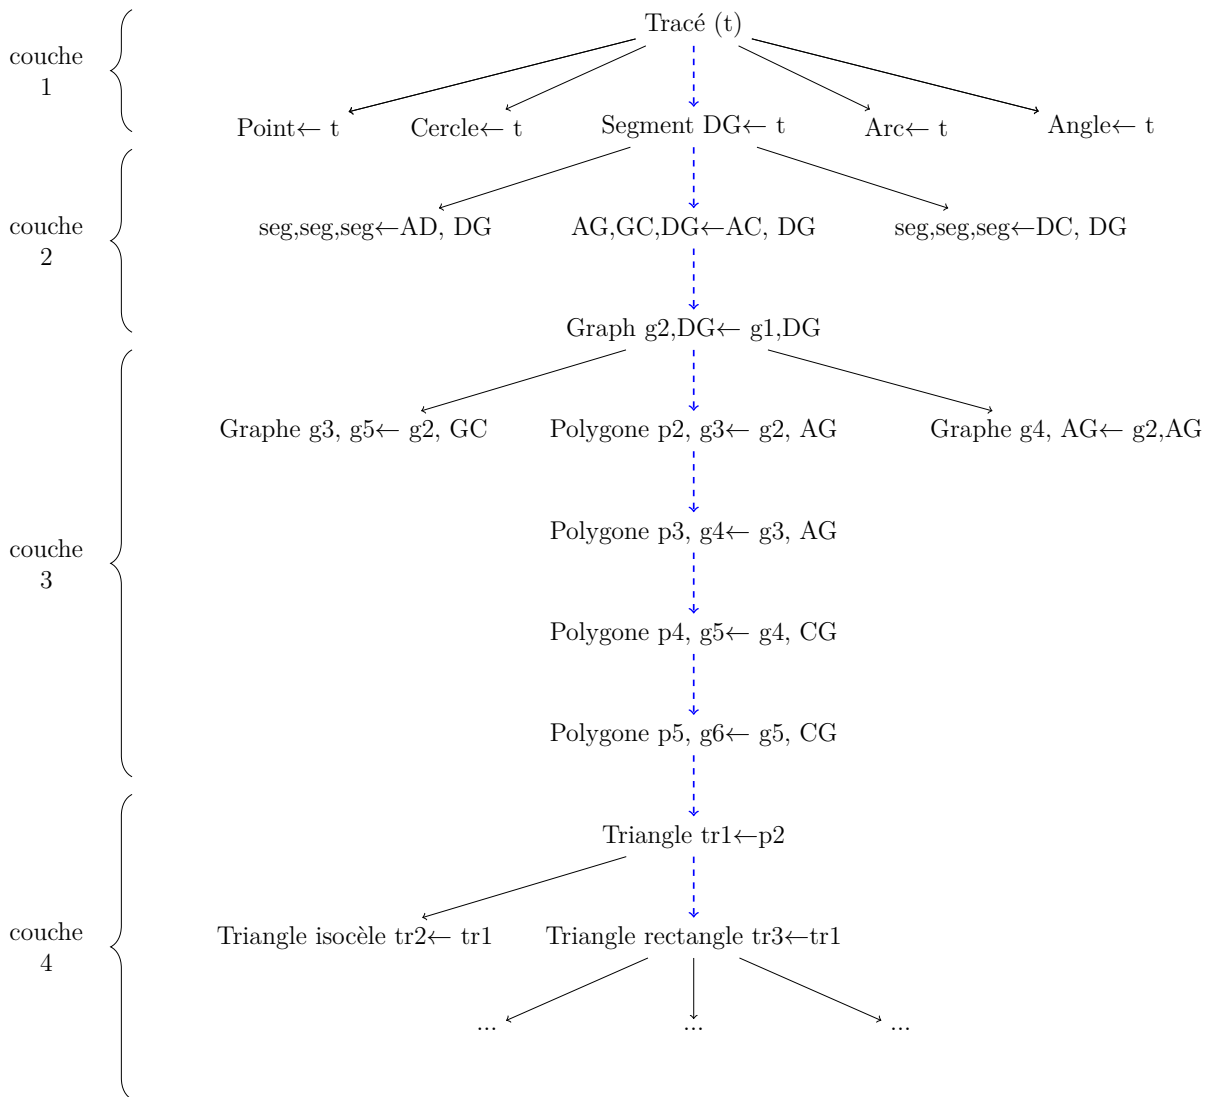 Tracé (t)
couche
1
Point← t
Cercle← t
Segment DG← t
Arc← t
Angle← t
couche
2
seg,seg,seg←AD, DG
AG,GC,DG←AC, DG
seg,seg,seg←DC, DG
Graph g2,DG← g1,DG
couche
3
Graphe g3, g5← g2, GC
Polygone p2, g3← g2, AG
Graphe g4, AG← g2,AG
Polygone p3, g4← g3, AG
Polygone p4, g5← g4, CG
Polygone p5, g6← g5, CG
couche
4
Triangle tr1←p2
Triangle isocèle tr2← tr1
Triangle rectangle tr3←tr1
...
...
...